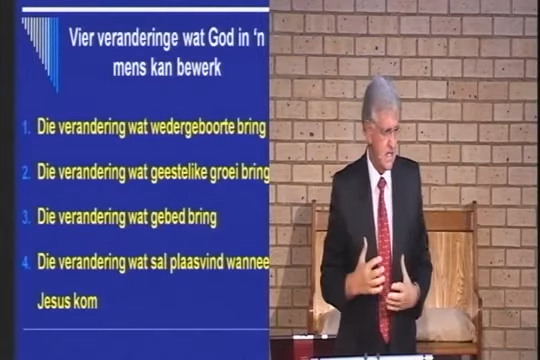 Vier veranderinge wat God in 'n
mens kan bewerk
1. Die verandering wat wedergeboorte bring
2. Die verandering wat geestelike groei bring
3. Die verandering wat gebed bring
4. Die verandering wat sal plaasvind wannee
Jesus kom